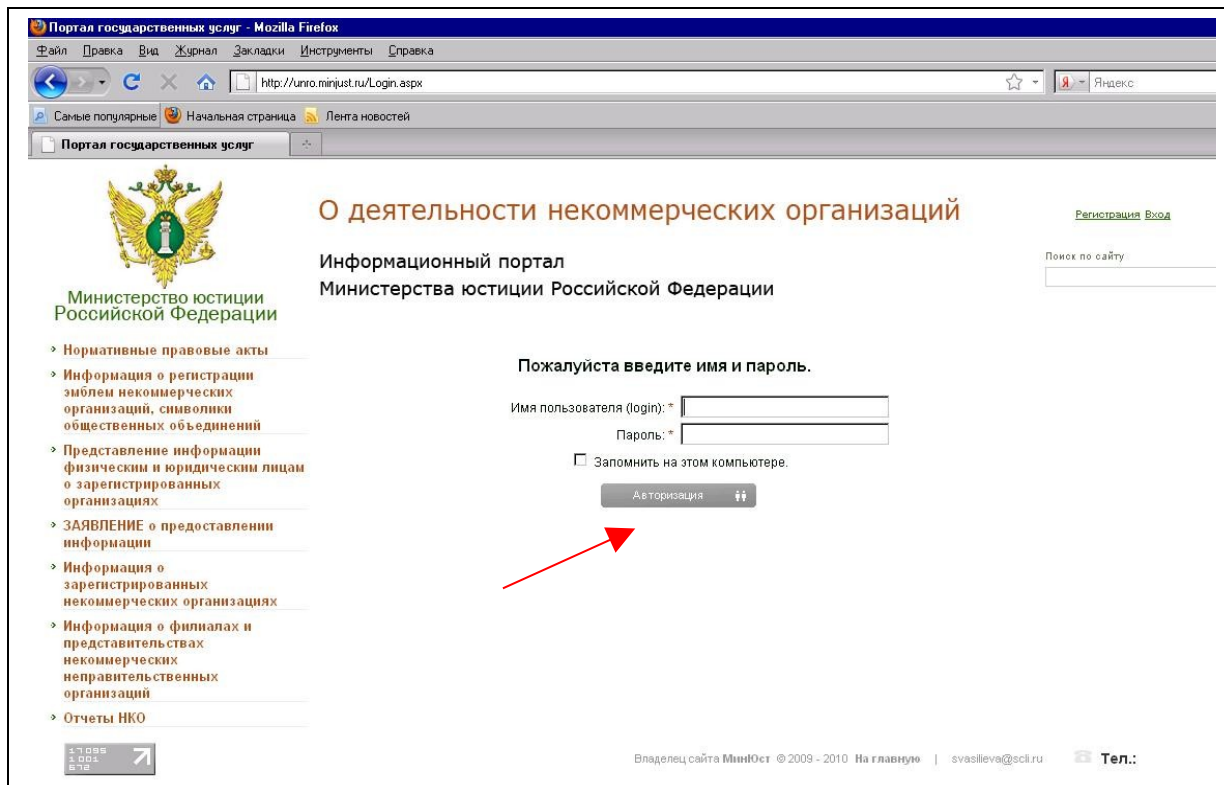 Портал государственных услуг - Mozilla Firefox
Файл Правка Вид Журнал Закладки Инструменты Справка
http://unro.minjust.ru/Login.aspx
Яндекс
Самые популярные Начальная страница Лента новостей
Портал государственных услуг
О деятельности некоммерческих организаций
Регистрация Вход
Информационный портал
Министерства юстиции Российской Федерации
Поиск по сайту
Министерство юстиции
Российской Федерации
Нормативные правовые акты
Информация о регистрации
эмблем некоммерческих
организаций, символики
общественных объединений
Представление информации
физическим и юридическим лицам
о зарегистрированных
организациях
ЗАЯВЛЕНИЕ о предоставлении
информации
Информация о
зарегистрированных
некоммерческих организациях
Информация о филиалах и
представительствах
некоммерческих
неправительственных
организаций
Отчеты НКО
Пожалуйста введите имя и пароль.
Имя пользователя (login): *
Пароль: *
Запомнить на этом компьютере.
Авторизация
17095
1001
672
Владелец сайта МинЮст © 2009 - 2010 На главную | svasilieva@scli.ru Тел.: